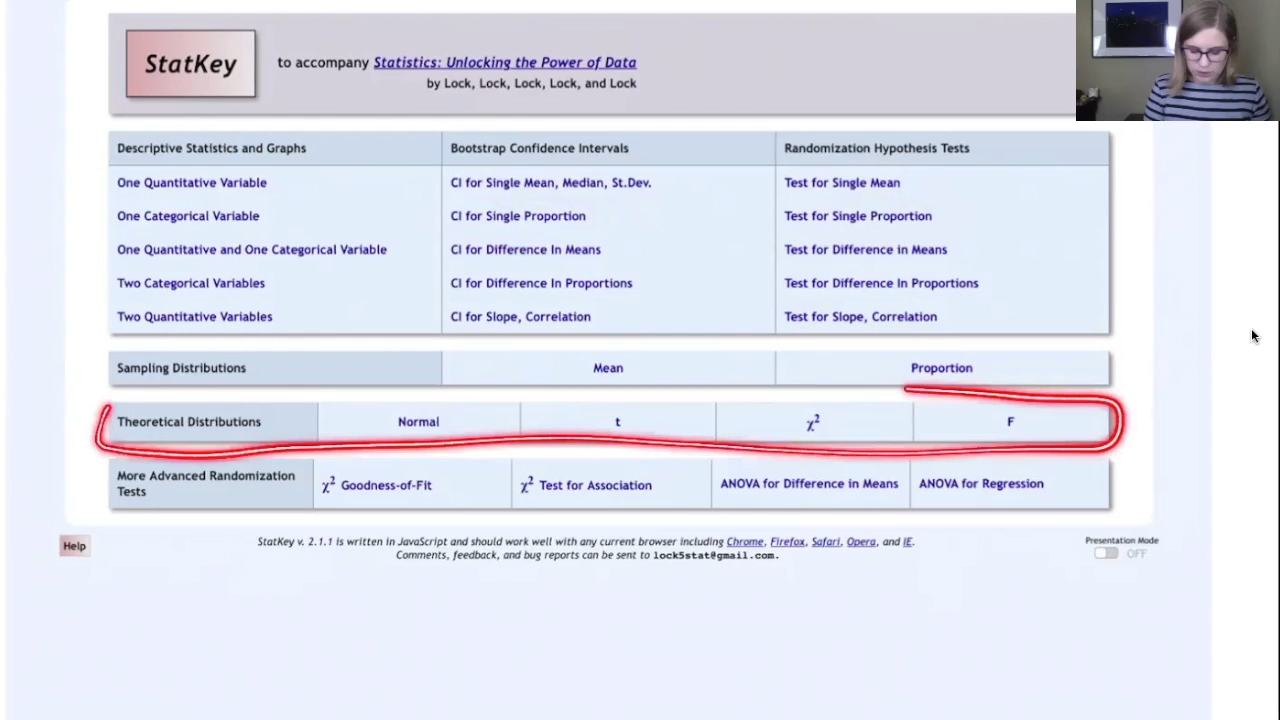 StatKey
to accompany Statistics: Unlocking the Power of Data
by Lock, Lock, Lock, Lock, and Lock
Descriptive Statistics and Graphs
Bootstrap Confidence Intervals
Randomization Hypothesis Tests
One Quantitative Variable
CI for Single Mean, Median, St.Dev.
Test for Single Mean
One Categorical Variable
CI for Single Proportion
Test for Single Proportion
One Quantitative and One Categorical Variable
CI for Difference In Means
Test for Difference in Means
Two Categorical Variables
CI for Difference In Proportions
Test for Difference In Proportions
Two Quantitative Variables
CI for Slope, Correlation
Test for Slope, Correlation
Sampling Distributions
Mean
Proportion
Theoretical Distributions
Normal
t
χ²
F
More Advanced Randomization
Tests
χ² Goodness-of-Fit
χ² Test for Association
ANOVA for Difference in Means
ANOVA for Regression
Help
StatKey v. 2.1.1 is written in JavaScript and should work well with any current browser including Chrome, Firefox, Safari, Opera, and IE.
Comments, feedback, and bug reports can be sent to lock5stat@gmail.com.
Presentation Mode
OFF